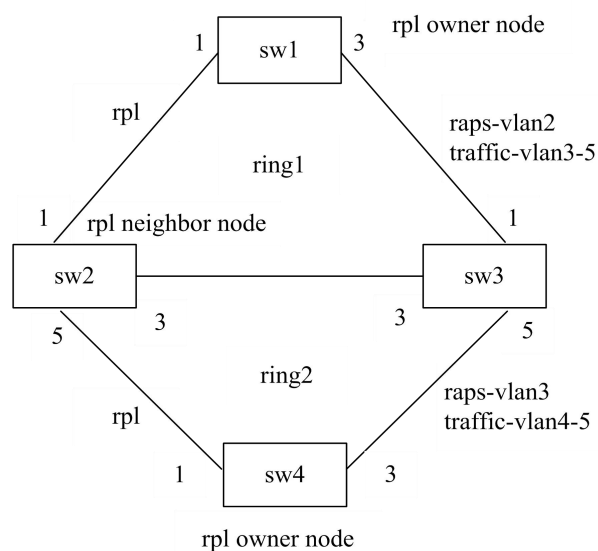 rpl owner node
1
3
sw1
rpl
raps-vlan2
traffic-vlan3-5
ring1
1
rpl neighbor node
1
sw2
sw3
5
3
3
5
ring2
raps-vlan3
traffic-vlan4-5
rpl
1
sw4
3
rpl owner node